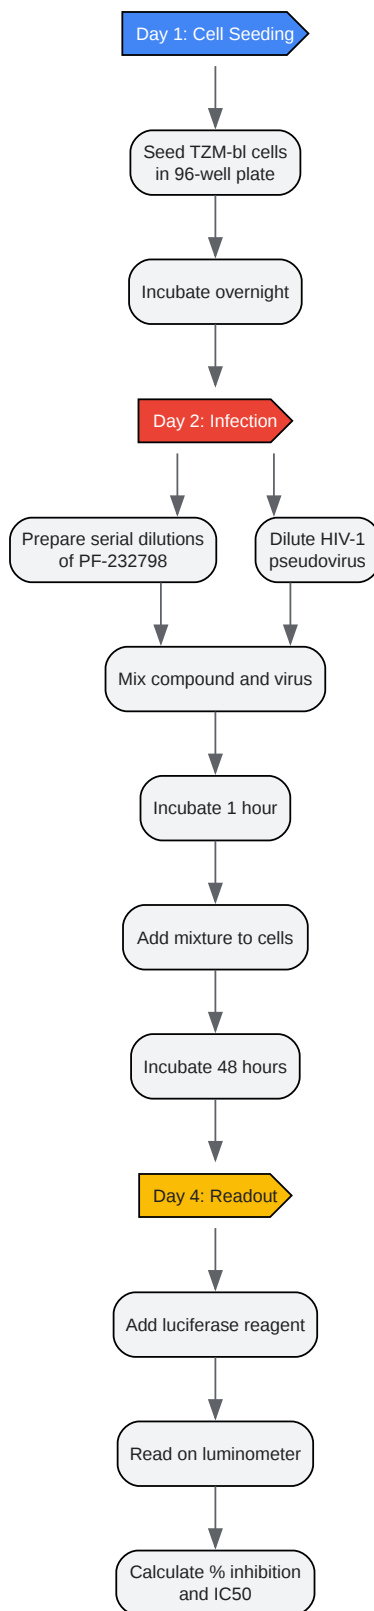 Day 1: Cell Seeding
Seed TZM-bl cells
in 96-well plate
Incubate overnight
Day 2: Infection
Prepare serial dilutions
of PF-232798
Dilute HIV-1
pseudovirus
Mix compound and virus
Incubate 1 hour
Add mixture to cells
Incubate 48 hours
Day 4: Readout
Add luciferase reagent
Read on luminometer
Calculate % inhibition
and IC50